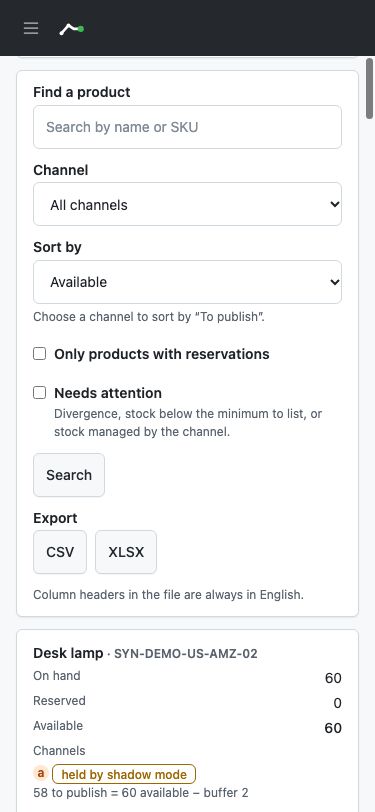 Find a product
Search by name or SKU
Channel
All channels
Sort by
Available
Choose a channel to sort by “To publish”.
Only products with reservations
Needs attention
Divergence, stock below the minimum to list, or
stock managed by the channel.
Search
Export
CSV XLSX
Column headers in the file are always in English.
Desk lamp · SYN-DEMO-US-AMZ-02
On hand 60
Reserved 0
Available 60
Channels
a held by shadow mode
58 to publish = 60 available − buffer 2